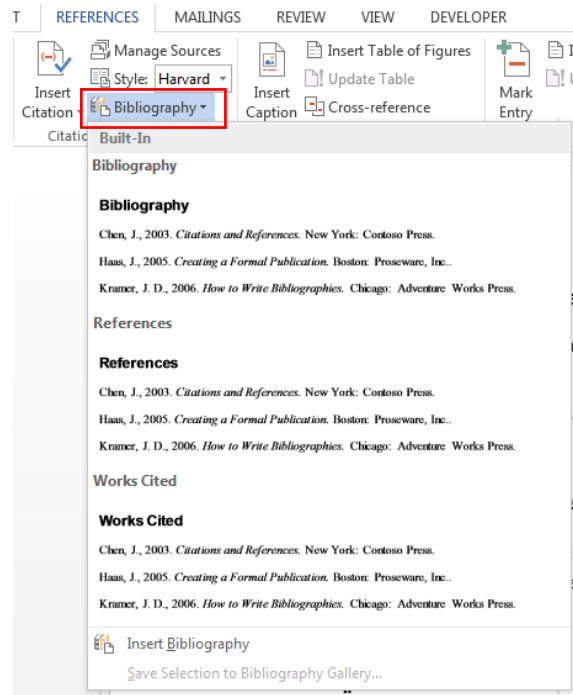 T REFERENCES MAILINGS REVIEW VIEW DEVELOPER
Manage Sources
Style: Harvard
Bibliography
Insert
Citation
Citatio
Insert Table of Figures
Update Table
Cross-reference
Insert
Caption
Mark
Entry
Built-In
Bibliography
Bibliography
Chen, J., 2003. Citations and References. New York: Contoso Press.
Haas, J., 2005. Creating a Formal Publication. Boston: Proseware, Inc..
Kramer, J. D., 2006. How to Write Bibliographies. Chicago: Adventure Works Press.
References
References
Chen, J., 2003. Citations and References. New York: Contoso Press.
Haas, J., 2005. Creating a Formal Publication. Boston: Proseware, Inc..
Kramer, J. D., 2006. How to Write Bibliographies. Chicago: Adventure Works Press.
Works Cited
Works Cited
Chen, J., 2003. Citations and References. New York: Contoso Press.
Haas, J., 2005. Creating a Formal Publication. Boston: Proseware, Inc..
Kramer, J. D., 2006. How to Write Bibliographies. Chicago: Adventure Works Press.
Insert Bibliography
Save Selection to Bibliography Gallery...